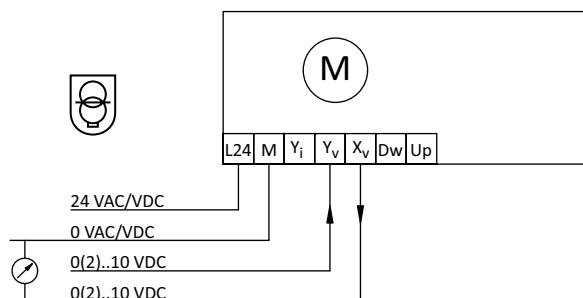 M
L24 M Yi Yv Xv Dw Up
24 VAC/VDC
0 VAC/VDC
0(2)..10 VDC
0(2)..10 VDC